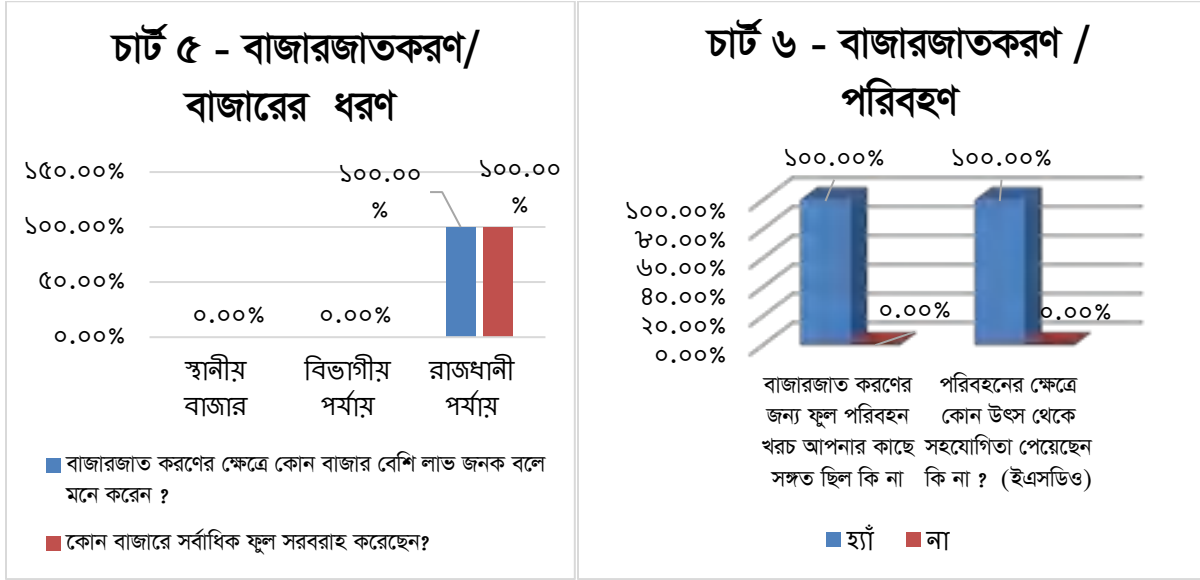 চার্ট ৫ - বাজারজাতকরণ/
বাজারের ধরণ
১৫০.০০%
১০০.০০%
৫০.০০%
০.০০%
০.০০%
০.০০%
১০০.০০
%
১০০.০০
%
স্থানীয়
বাজার
বিভাগীয়
পর্যায়
রাজধানী
পর্যায়
বাজারজাত করণের ক্ষেত্রে কোন বাজার বেশি লাভ জনক বলে
মনে করেন ?
কোন বাজারে সর্বাধিক ফুল সরবরাহ করেছেন?
চার্ট ৬ - বাজারজাতকরণ /
পরিবহণ
১০০.০০%
১০০.০০%
১০০.০০%
৮০.০০%
৬০.০০%
৪০.০০%
২০.০০%
০.০০%
০.০০%
০.০০%
বাজারজাত করণের
জন্য ফুল পরিবহন
খরচ আপনার কাছে
সঙ্গত ছিল কি না
পরিবহনের ক্ষেত্রে
কোন উৎস থেকে
সহযোগিতা পেয়েছেন
কি না ? (ইএসডিও)
হ্যাঁ
না